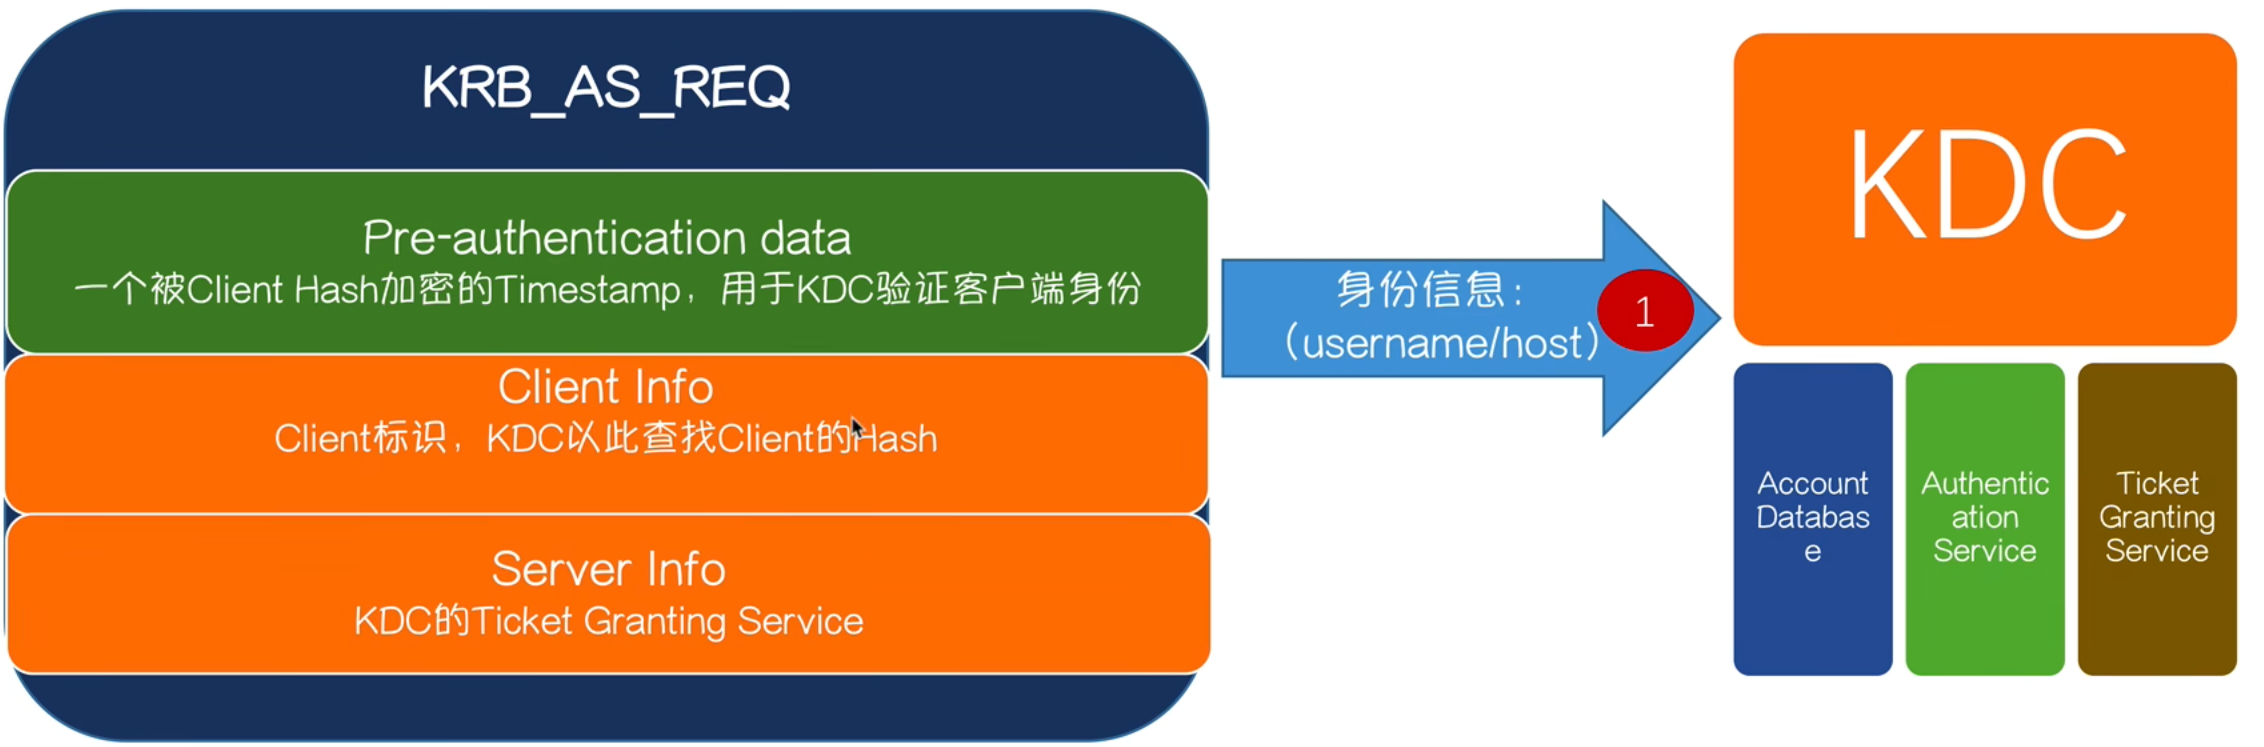 KRB_AS_REQ
Pre-authentication data
一个被Client Hash加密的Timestamp，用于KDC验证客户端身份
Client Info
Client标识，KDC以此查找Client的Hash
Server Info
KDC的Ticket Granting Service
身份信息：
（username/host）
1
KDC
Account
Databas
e
Authentic
ation
Service
Ticket
Granting
Service